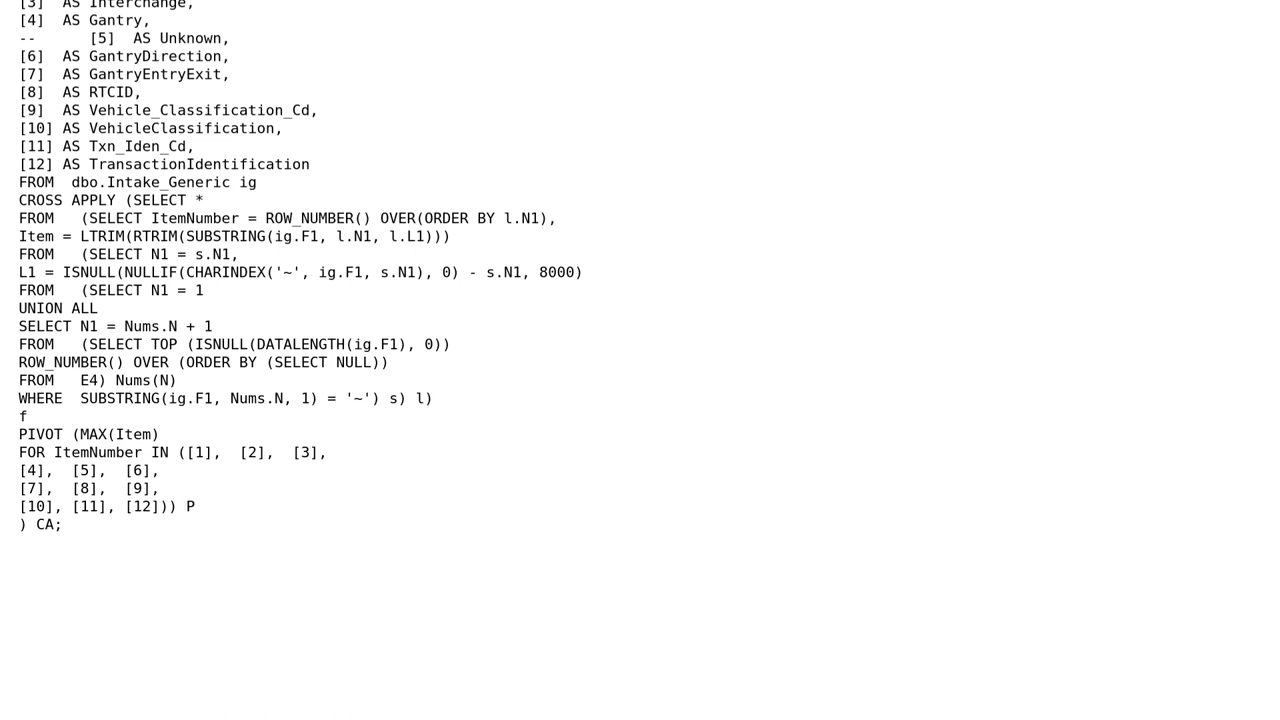 [3]  AS Interchange,
[4]  AS Gantry,
--      [5]  AS Unknown,
[6]  AS GantryDirection,
[7]  AS GantryEntryExit,
[8]  AS RTCID,
[9]  AS Vehicle_Classification_Cd,
[10] AS VehicleClassification,
[11] AS Txn_Iden_Cd,
[12] AS TransactionIdentification
FROM  dbo.Intake_Generic ig
CROSS APPLY (SELECT *
FROM   (SELECT ItemNumber = ROW_NUMBER() OVER(ORDER BY l.N1),
Item = LTRIM(RTRIM(SUBSTRING(ig.F1, l.N1, l.L1)))
FROM   (SELECT N1 = s.N1,
L1 = ISNULL(NULLIF(CHARINDEX('~', ig.F1, s.N1), 0) - s.N1, 8000)
FROM   (SELECT N1 = 1
UNION ALL
SELECT N1 = Nums.N + 1
FROM   (SELECT TOP (ISNULL(DATALENGTH(ig.F1), 0))
ROW_NUMBER() OVER (ORDER BY (SELECT NULL))
FROM   E4) Nums(N)
WHERE  SUBSTRING(ig.F1, Nums.N, 1) = '~') s) l)
f
PIVOT (MAX(Item)
FOR ItemNumber IN ([1],  [2],  [3],
[4],  [5],  [6],
[7],  [8],  [9],
[10], [11], [12])) P
) CA;